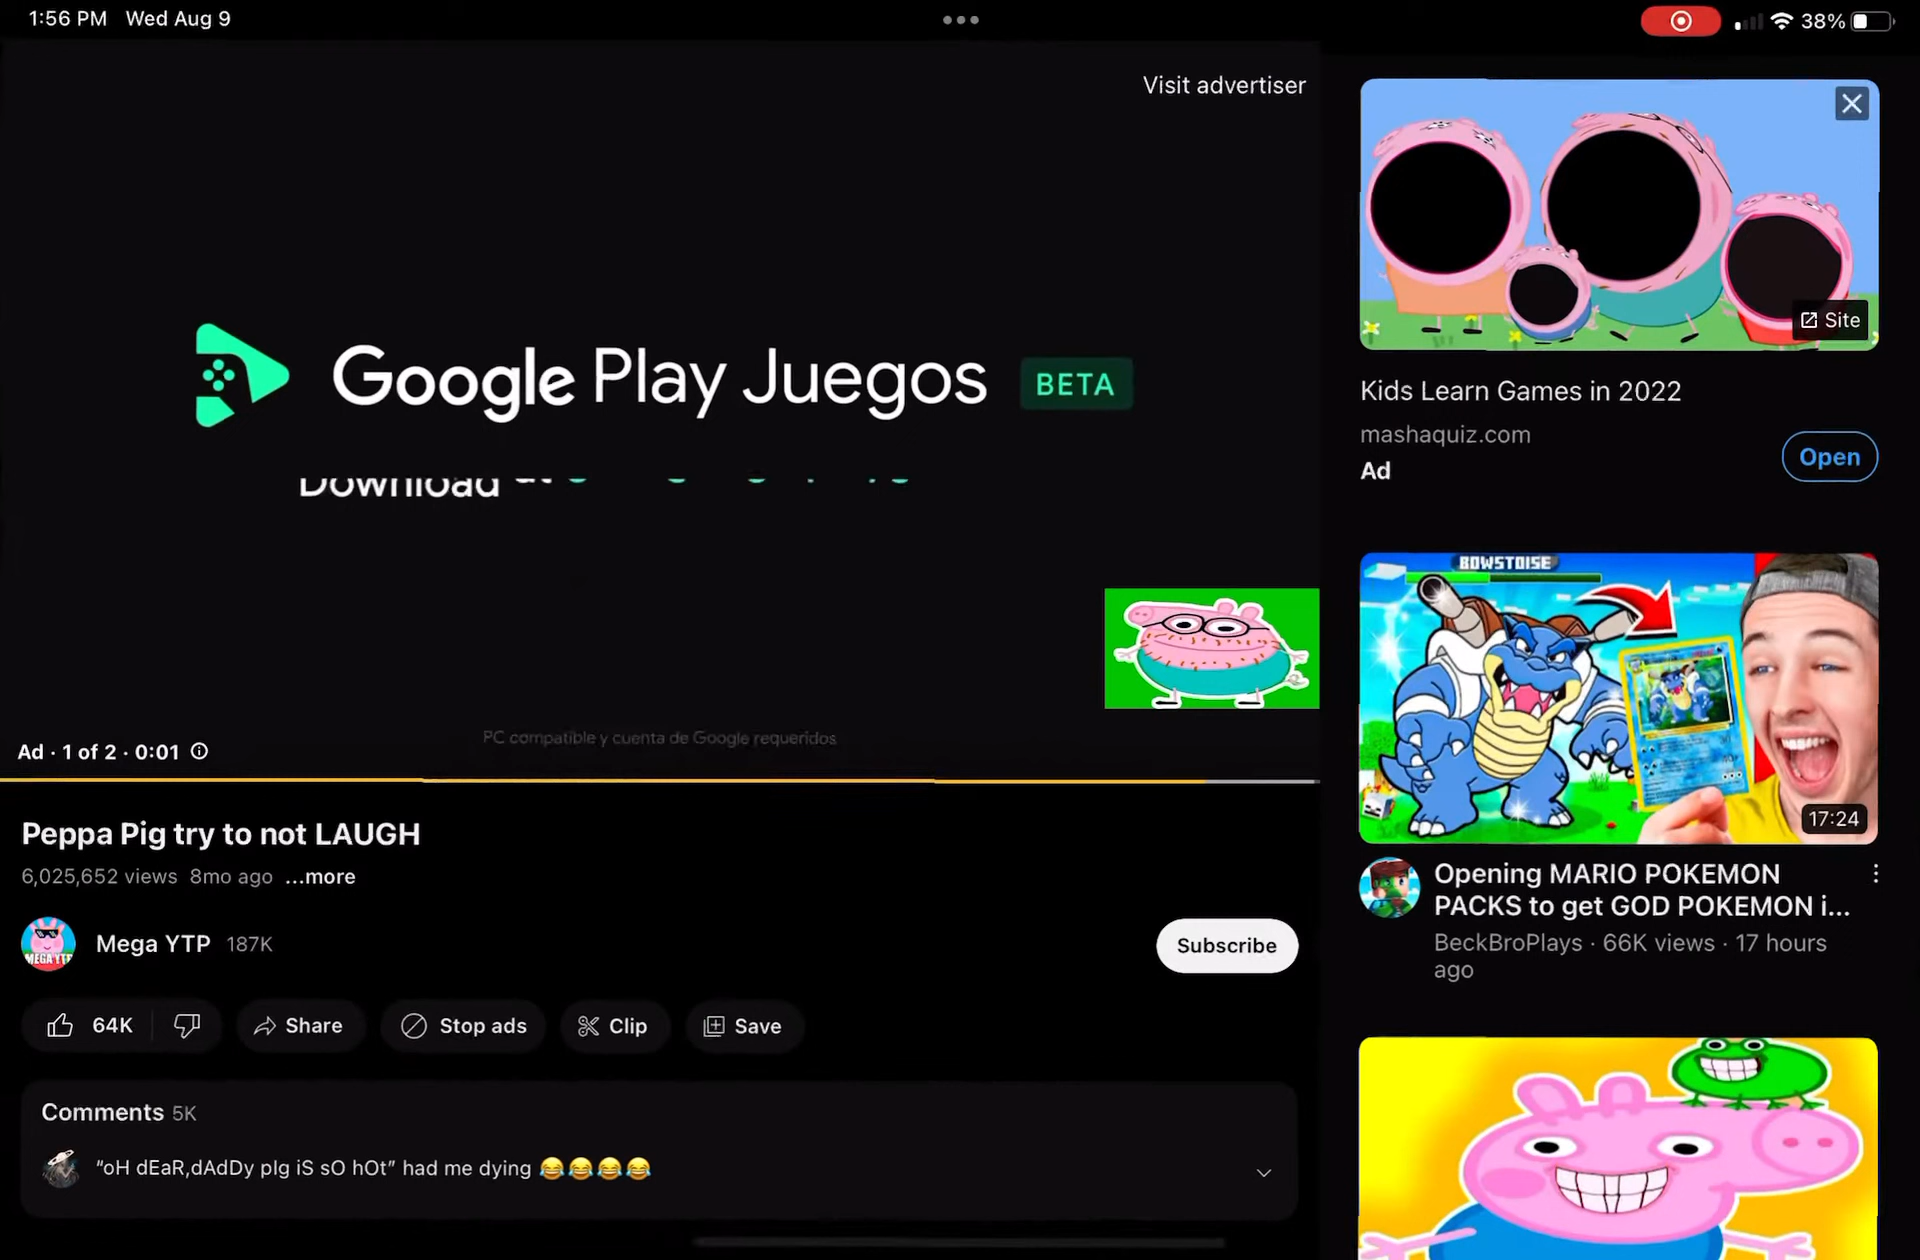 1:56 PM Wed Aug 9
38%
Visit advertiser
Google Play Juegos BETA
Download at
PC compatible y cuenta de Google requeridos
Ad · 1 of 2 · 0:01
Peppa Pig try to not LAUGH
6,025,652 views 8mo ago ...more
MEGA YTP
Mega YTP 187K
Subscribe
64K
Share
Stop ads
Clip
Save
Comments 5K
“oH dEaR,dAdDy pIg iS sO hOt” had me dying 😂😂😂😂
Site
Kids Learn Games in 2022
mashaquiz.com
Ad
Open
BOWSTOISE
17:24
Opening MARIO POKEMON
PACKS to get GOD POKEMON i...
BeckBroPlays · 66K views · 17 hours
ago